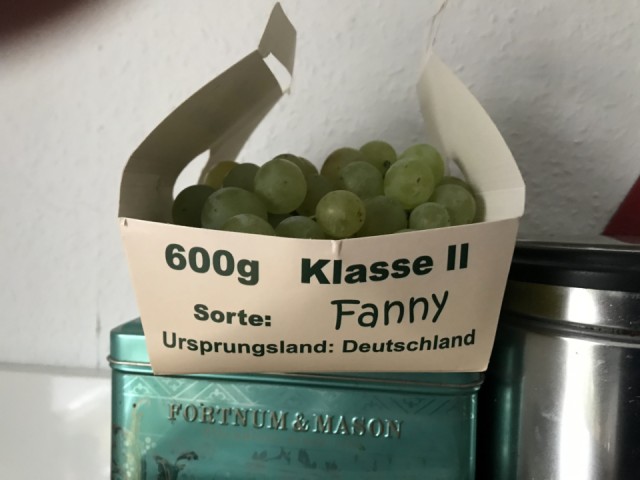 600g Klasse II
Sorte: Fanny
Ursprungsland: Deutschland
FORTNUM & MASON